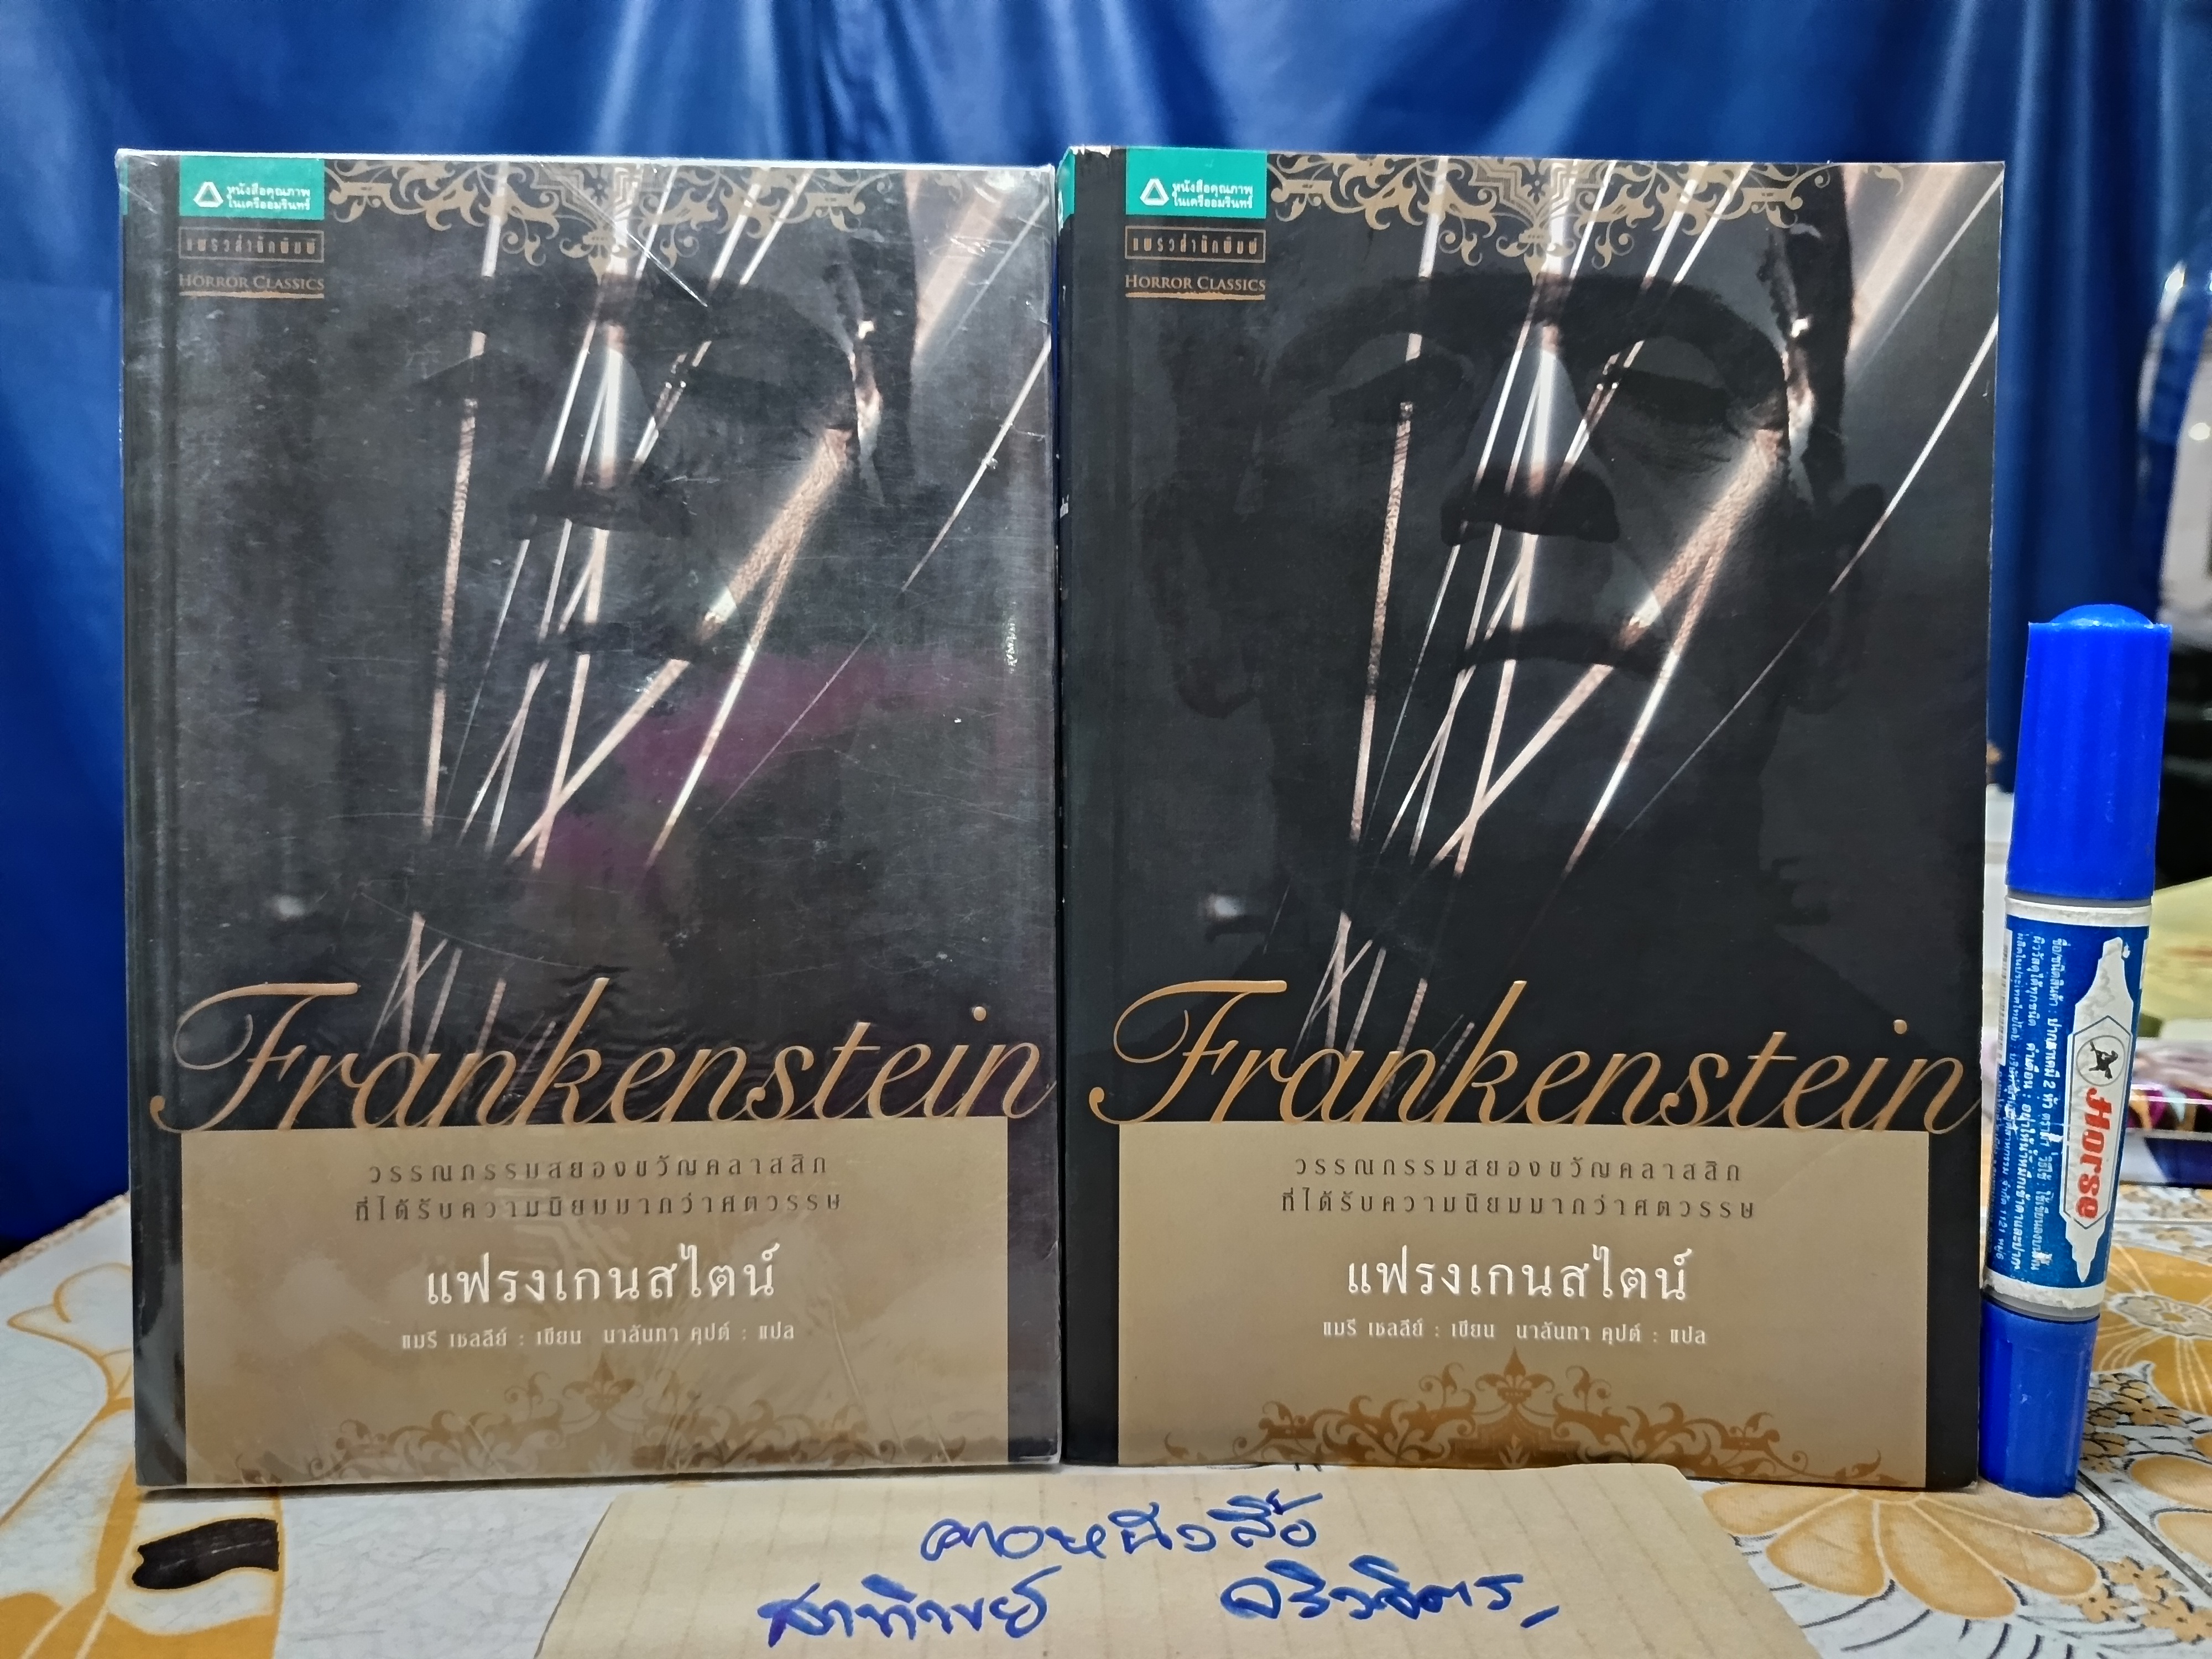 หนังสือคุณภาพ
ในเครืออมรินทร์
แพรวสำนักพิมพ์
HORROR CLASSICS
Frankenstein
วรรณกรรมสยองขวัญคลาสสิก
ที่ได้รับความนิยมมากว่าศตวรรษ
แฟรงเกนสไตน์
แมรี เชลลีย์ : เขียน นาลันทา คุปต์ : แปล
หนังสือคุณภาพ
ในเครืออมรินทร์
แพรวสำนักพิมพ์
HORROR CLASSICS
Frankenstein
วรรณกรรมสยองขวัญคลาสสิก
ที่ได้รับความนิยมมากว่าศตวรรษ
แฟรงเกนสไตน์
แมรี เชลลีย์ : เขียน นาลันทา คุปต์ : แปล
Horse
คอหนังสือ